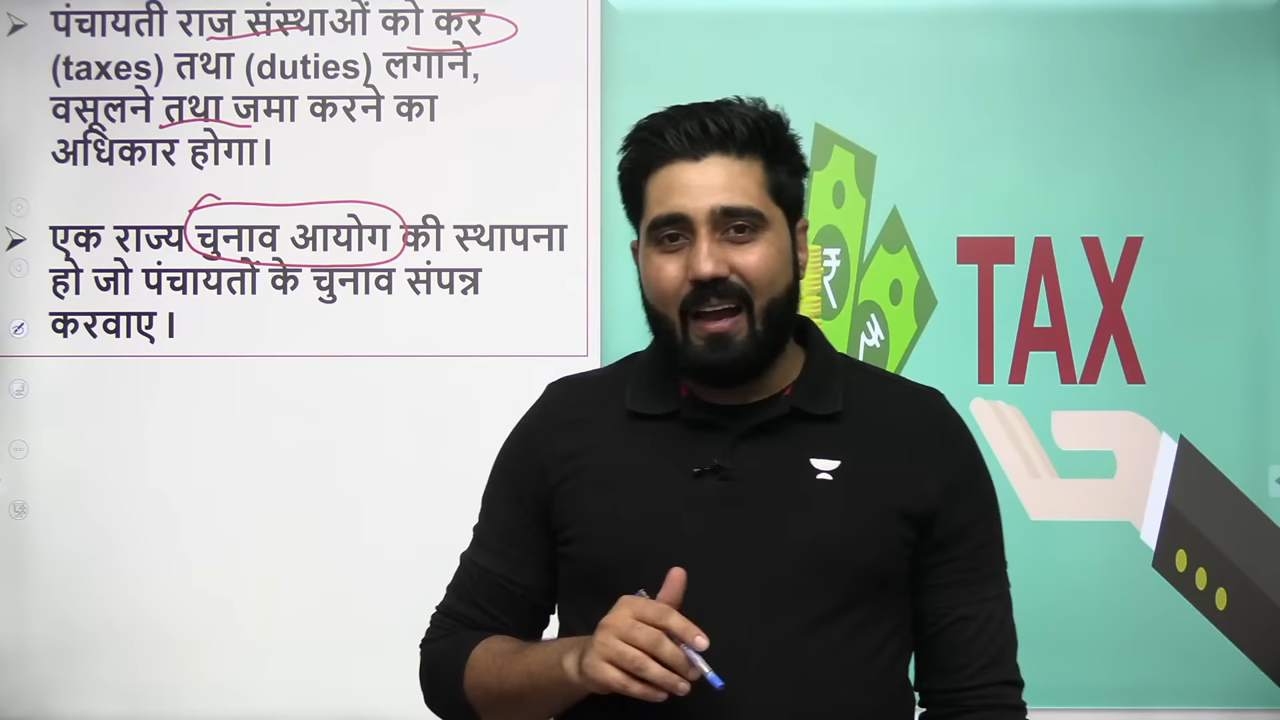 पंचायती राज संस्थाओं को कर
(taxes) तथा (duties) लगाने,
वसूलने तथा जमा करने का
अधिकार होगा।
एक राज्य चुनाव आयोग की स्थापना
हो जो पंचायतों के चुनाव संपन्न
करवाए।
₹
₹
TAX